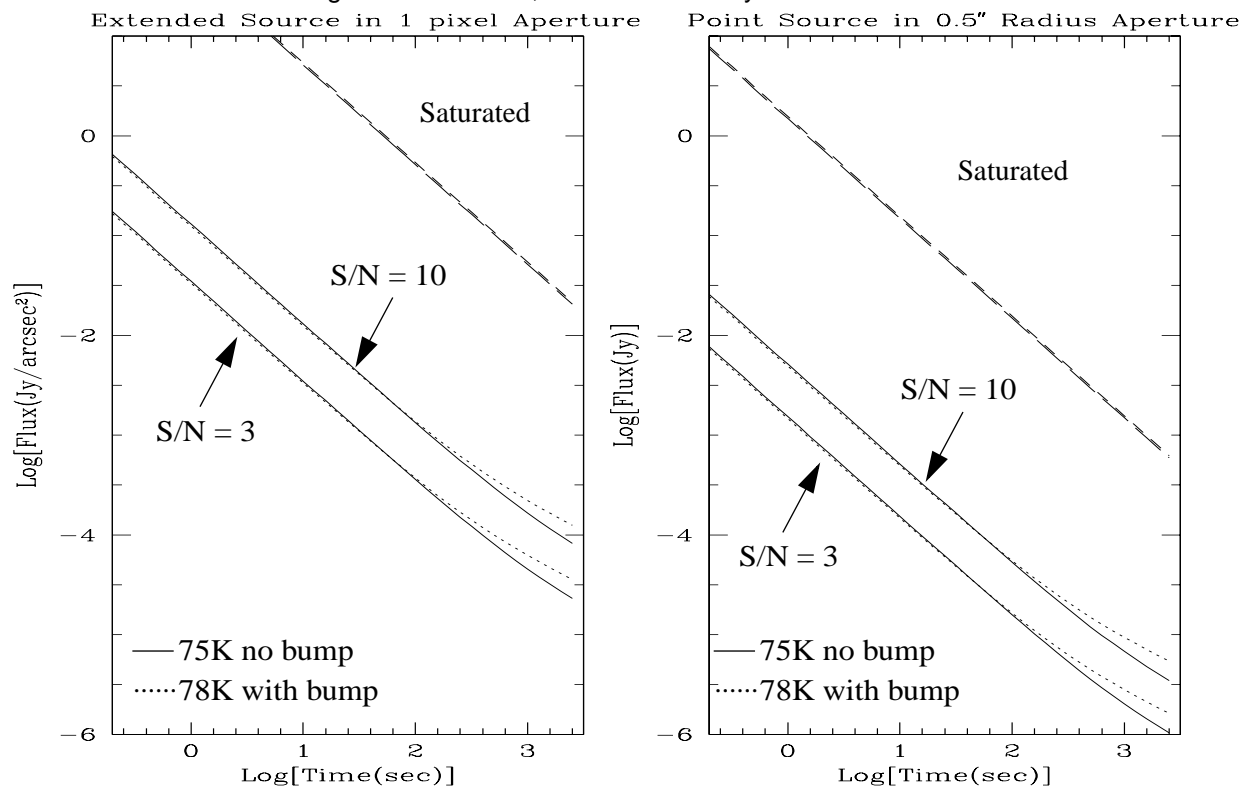 Extended Source in 1 pixel Aperture
Saturated
0
-2
-4
-6
Log[Flux(Jy/arcsec²)]
S/N = 10
S/N = 3
75K no bump
78K with bump
0
1
2
3
Log[Time(sec)]
Point Source in 0.5″ Radius Aperture
Saturated
0
-2
-4
-6
Log[Flux(Jy)]
S/N = 10
S/N = 3
75K no bump
78K with bump
0
1
2
3
Log[Time(sec)]